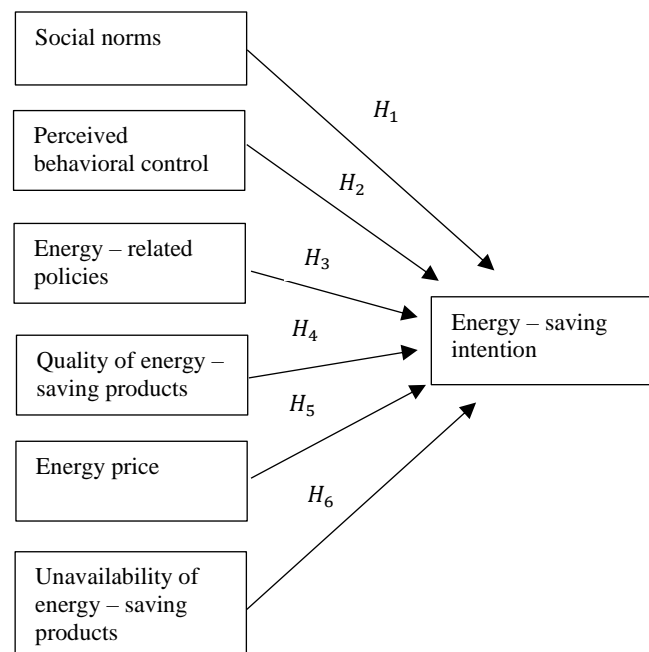 Social norms
H₁
Perceived
behavioral control
H₂
Energy – related
policies
H₃
Energy – saving
intention
H₄
Quality of energy –
saving products
H₅
Energy price
H₆
Unavailability of
energy – saving
products